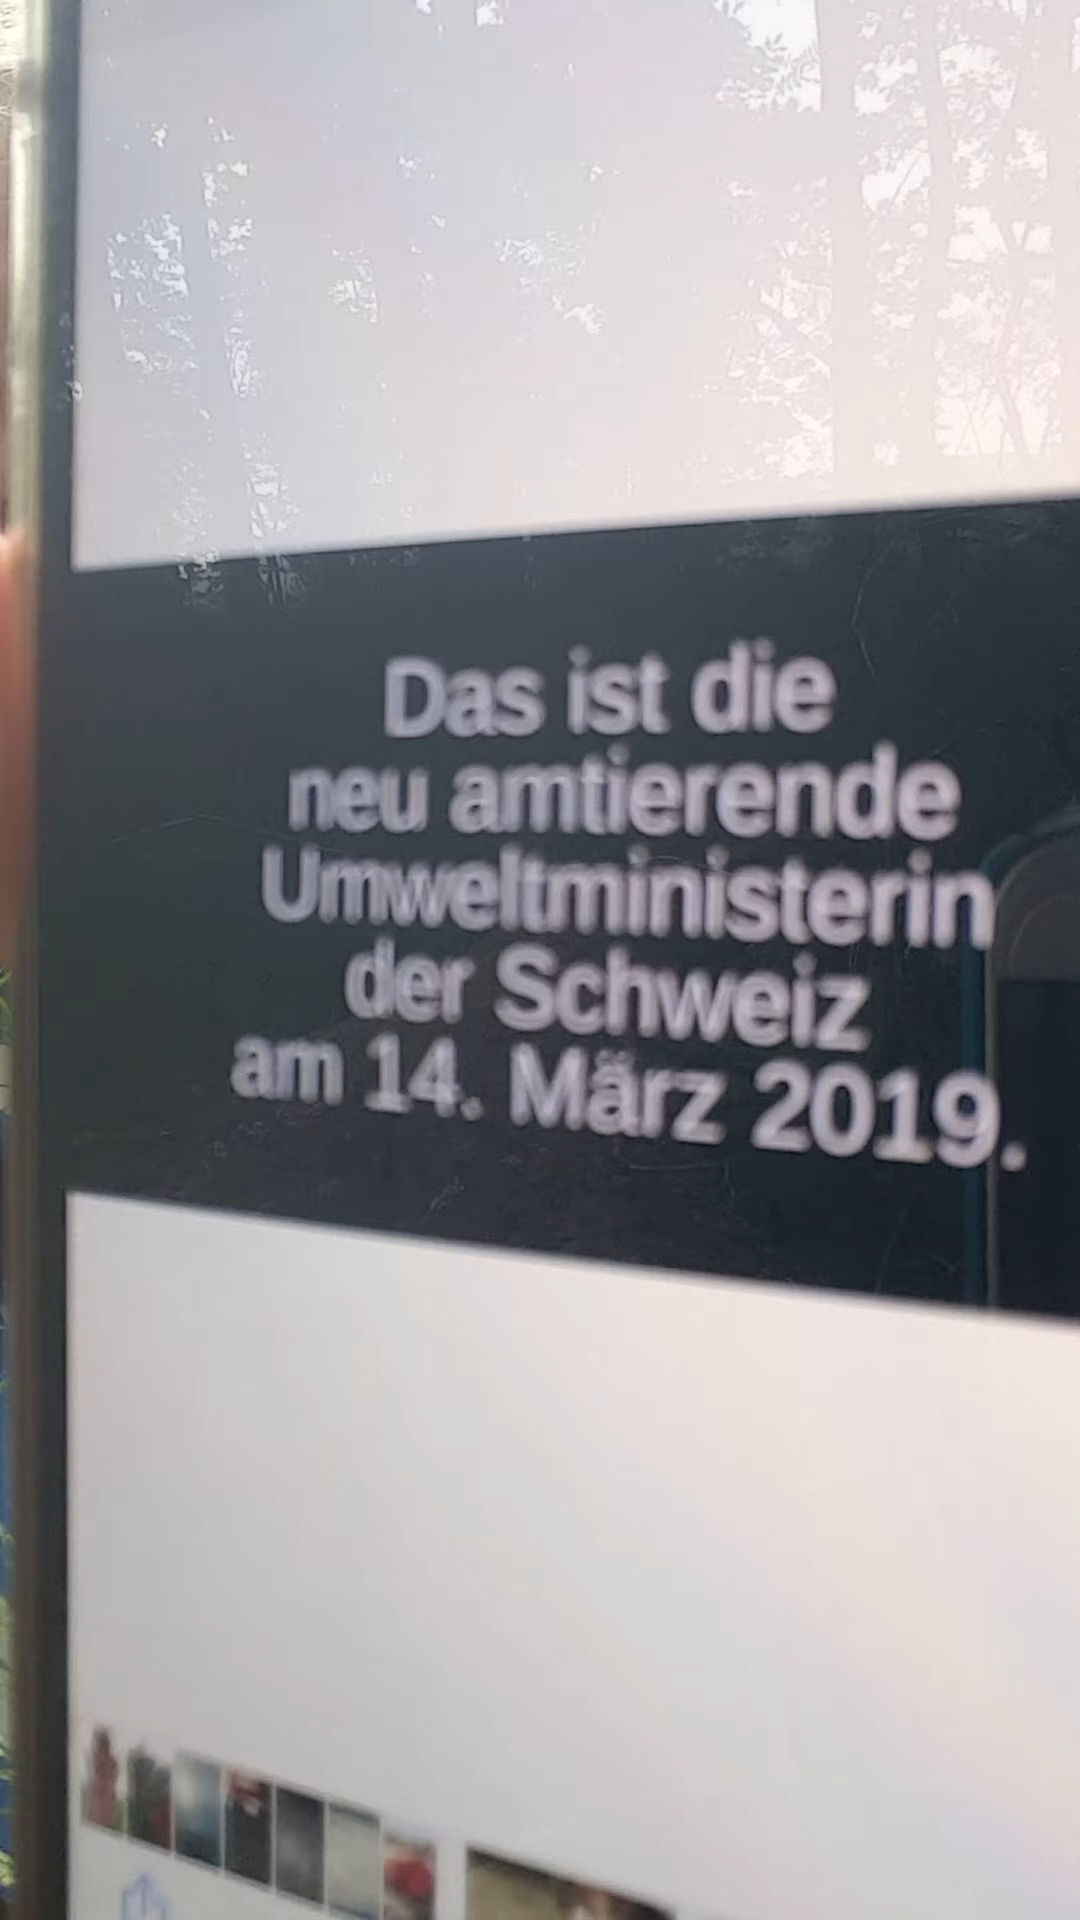 Das ist die
neu amtierende
Umweltministerin
der Schweiz
am 14. März 2019.